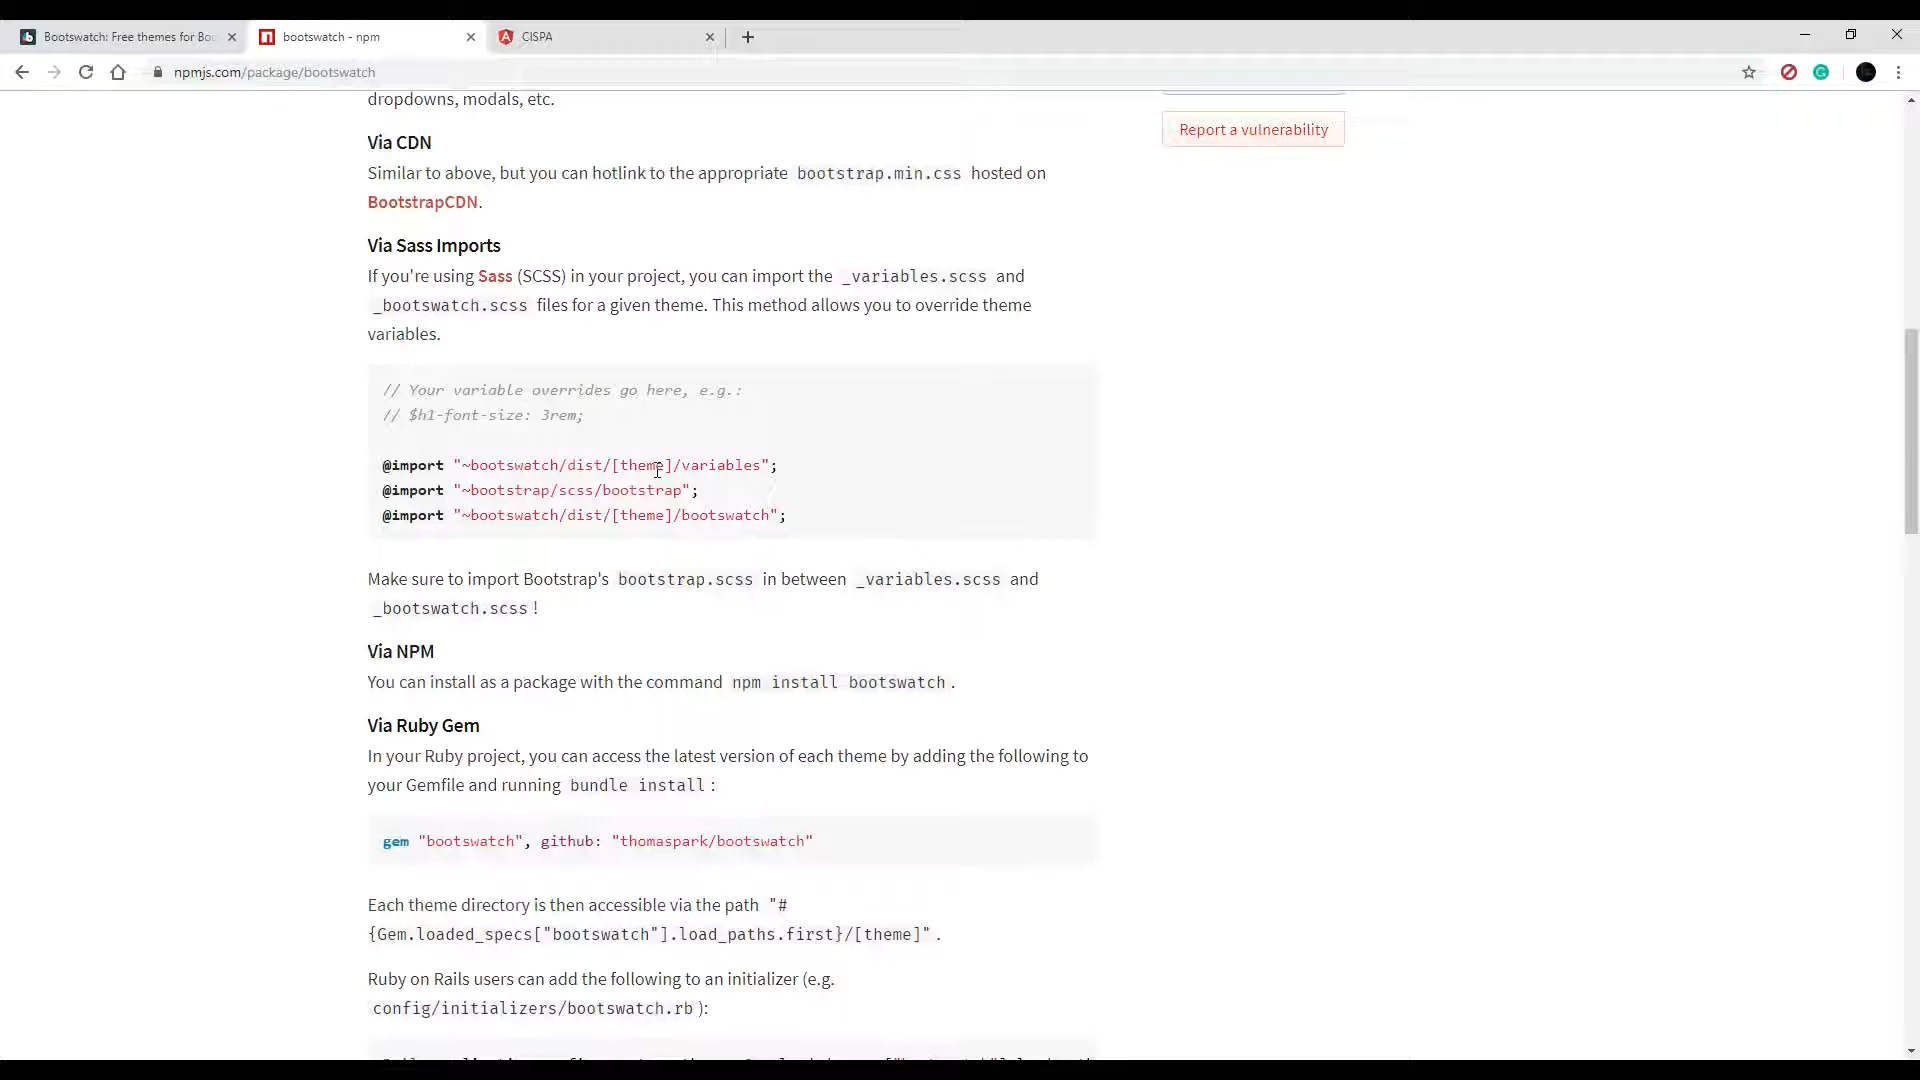 Bootswatch: Free themes for Boo
bootswatch - npm
CISPA
npmjs.com/package/bootswatch
dropdowns, modals, etc.
Report a vulnerability
Via CDN
Similar to above, but you can hotlink to the appropriate bootstrap.min.css hosted on
BootstrapCDN.
Via Sass Imports
If you're using Sass (SCSS) in your project, you can import the _variables.scss and
_bootswatch.scss files for a given theme. This method allows you to override theme
variables.
// Your variable overrides go here, e.g.:
// $h1-font-size: 3rem;
@import "~bootswatch/dist/[theme]/variables";
@import "~bootstrap/scss/bootstrap";
@import "~bootswatch/dist/[theme]/bootswatch";
Make sure to import Bootstrap's bootstrap.scss in between _variables.scss and
_bootswatch.scss !
Via NPM
You can install as a package with the command npm install bootswatch .
Via Ruby Gem
In your Ruby project, you can access the latest version of each theme by adding the following to
your Gemfile and running bundle install :
gem "bootswatch", github: "thomaspark/bootswatch"
Each theme directory is then accessible via the path "#
{Gem.loaded_specs["bootswatch"].load_paths.first}/[theme]" .
Ruby on Rails users can add the following to an initializer (e.g.
config/initializers/bootswatch.rb ):